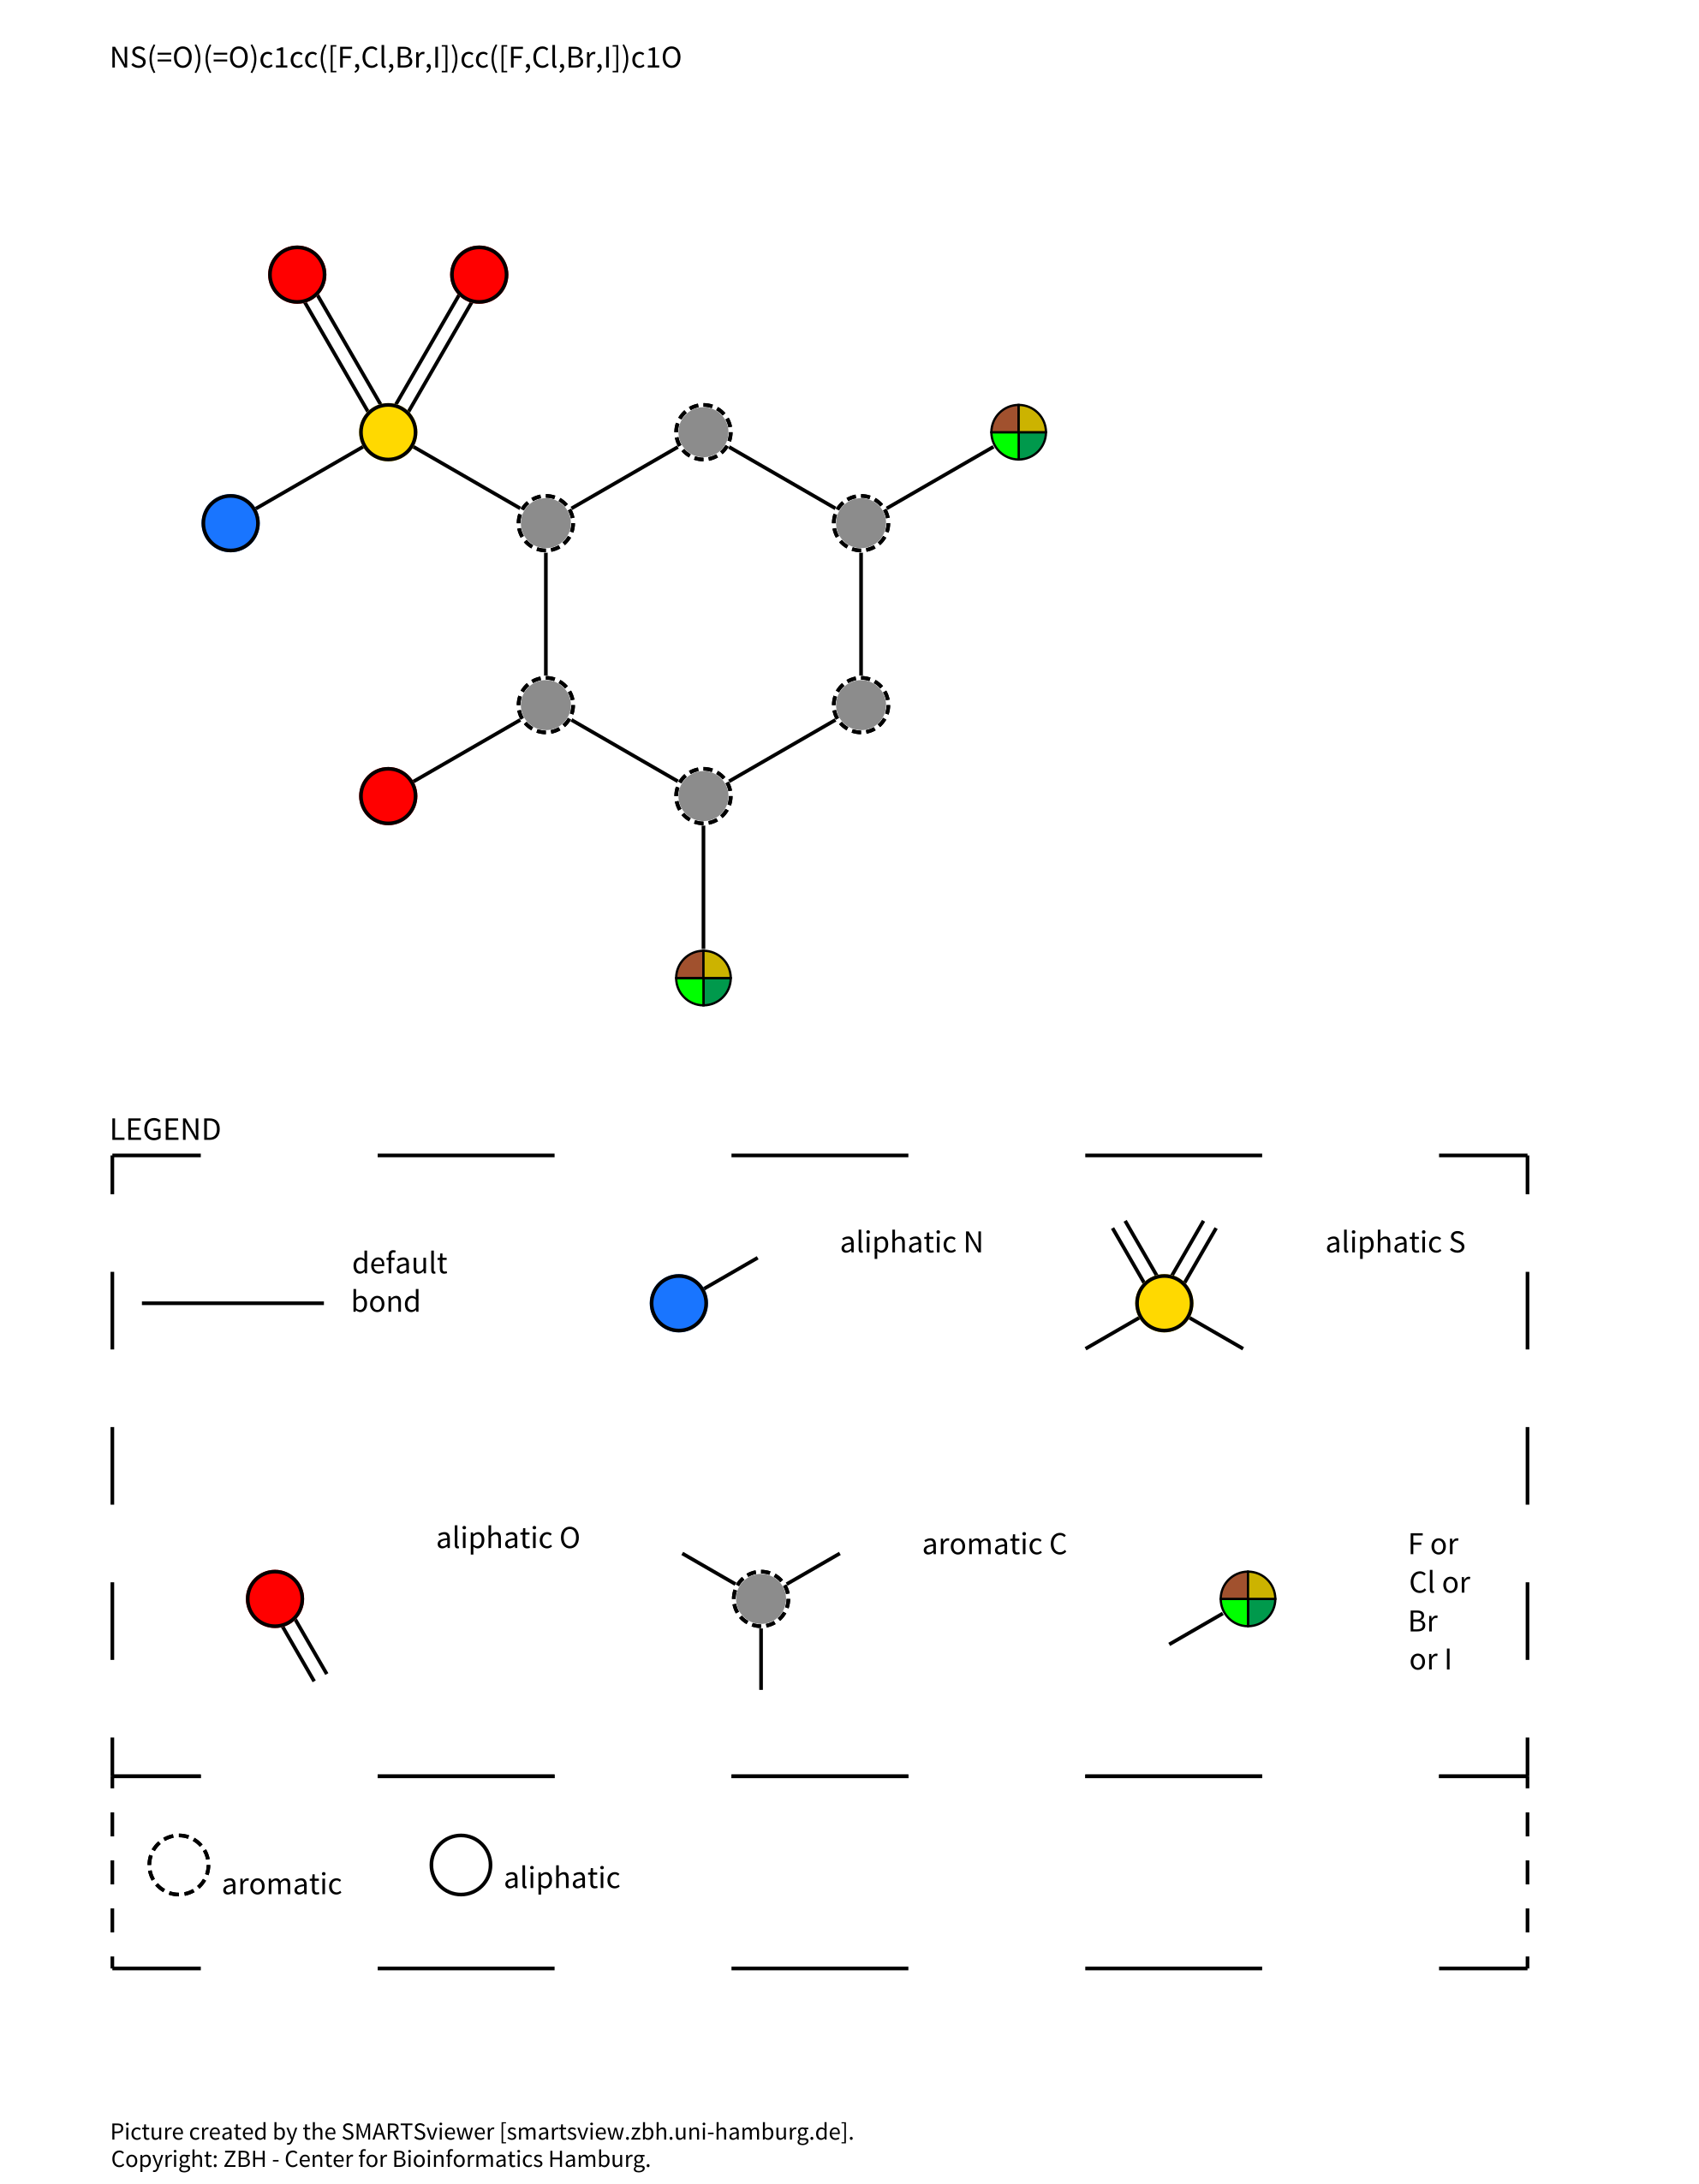 NS(=O)(=O)c1cc([F,Cl,Br,I])cc([F,Cl,Br,I])c1O
LEGEND
default
bond
aliphatic N
aliphatic S
aliphatic O
aromatic C
F or
Cl or
Br
or I
aromatic
aliphatic
Picture created by the SMARTSviewer [smartsview.zbh.uni-hamburg.de].
Copyright: ZBH - Center for Bioinformatics Hamburg.